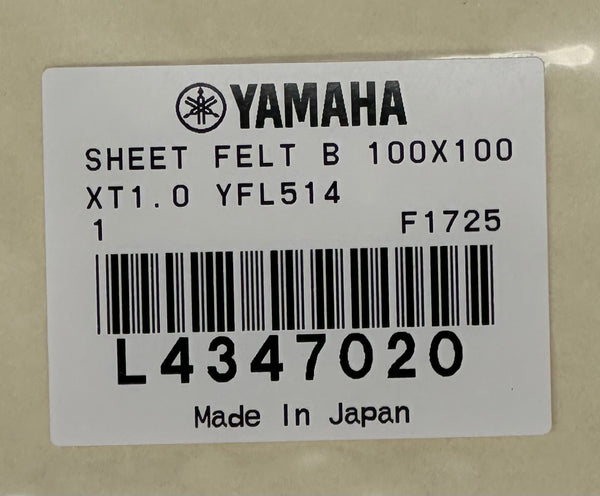 YAMAHA
SHEET FELT B 100X100
XT1.0 YFL514
1 F1725
L4347020
Made In Japan